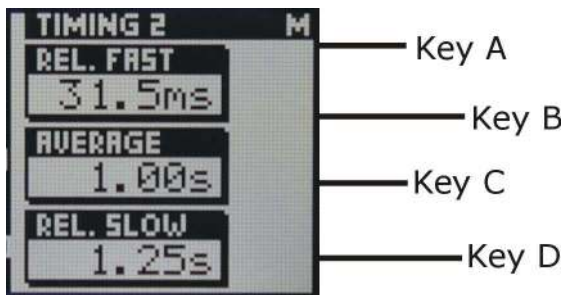 TIMING 2 M
Key A
REL. FAST
31.5ms
Key B
AVERAGE
1.00s
Key C
REL. SLOW
1.25s
Key D